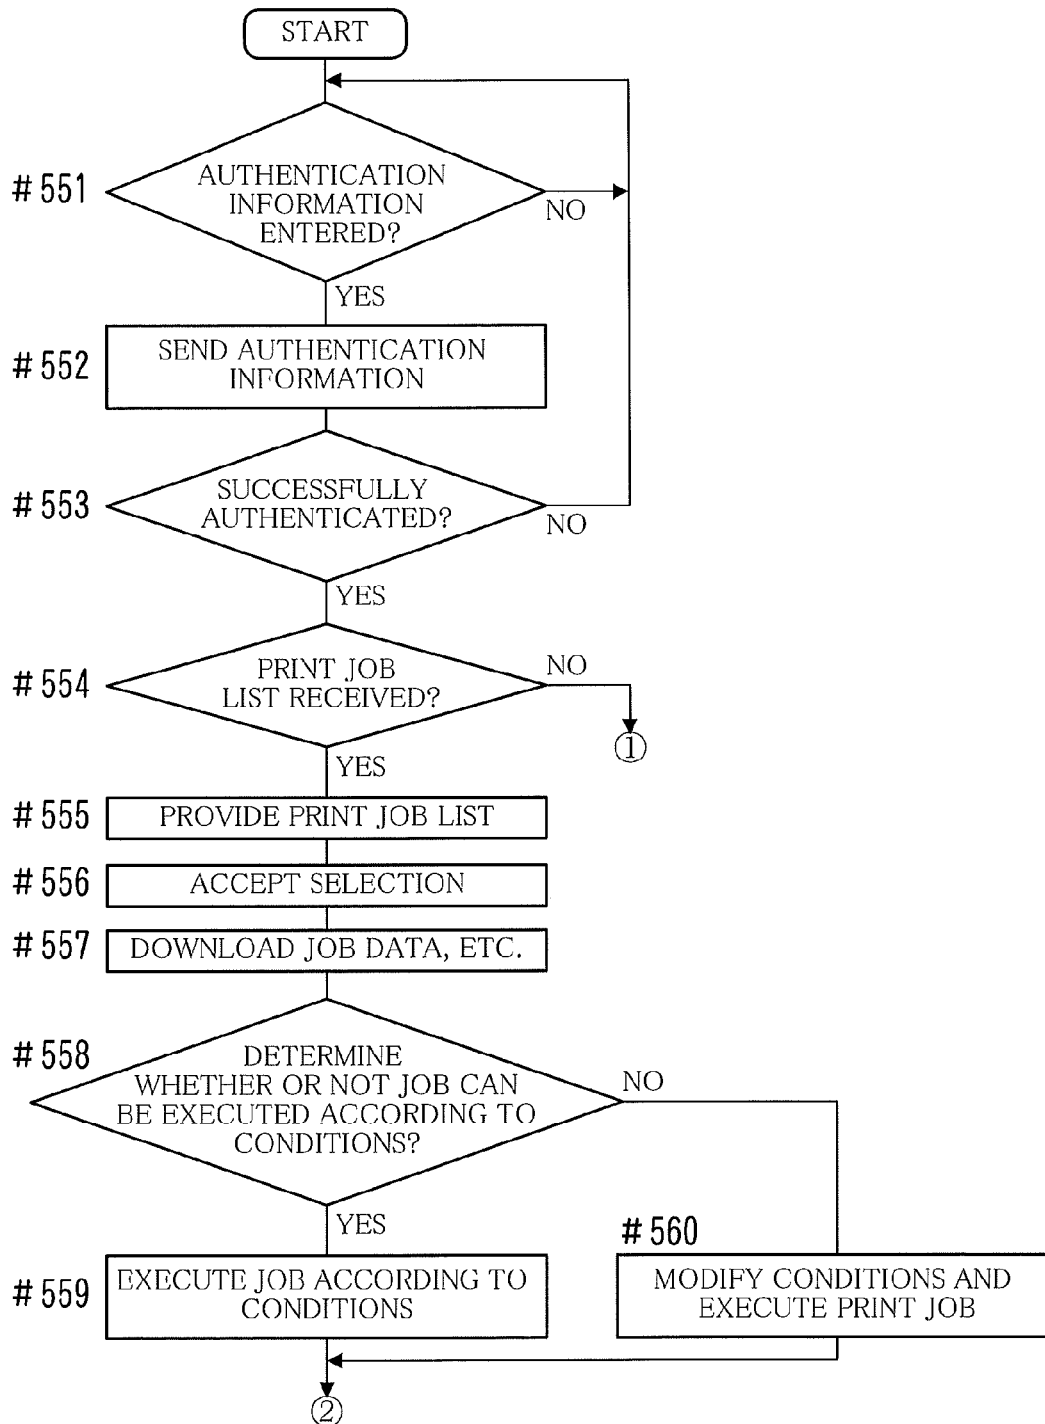 START
#551
AUTHENTICATION
INFORMATION
ENTERED?
NO
YES
#552
SEND AUTHENTICATION
INFORMATION
#553
SUCCESSFULLY
AUTHENTICATED?
NO
YES
#554
PRINT JOB
LIST RECEIVED?
NO
①
YES
#555
PROVIDE PRINT JOB LIST
#556
ACCEPT SELECTION
#557
DOWNLOAD JOB DATA, ETC.
#558
DETERMINE
WHETHER OR NOT JOB CAN
BE EXECUTED ACCORDING TO
CONDITIONS?
NO
YES
#559
EXECUTE JOB ACCORDING TO
CONDITIONS
#560
MODIFY CONDITIONS AND
EXECUTE PRINT JOB
②